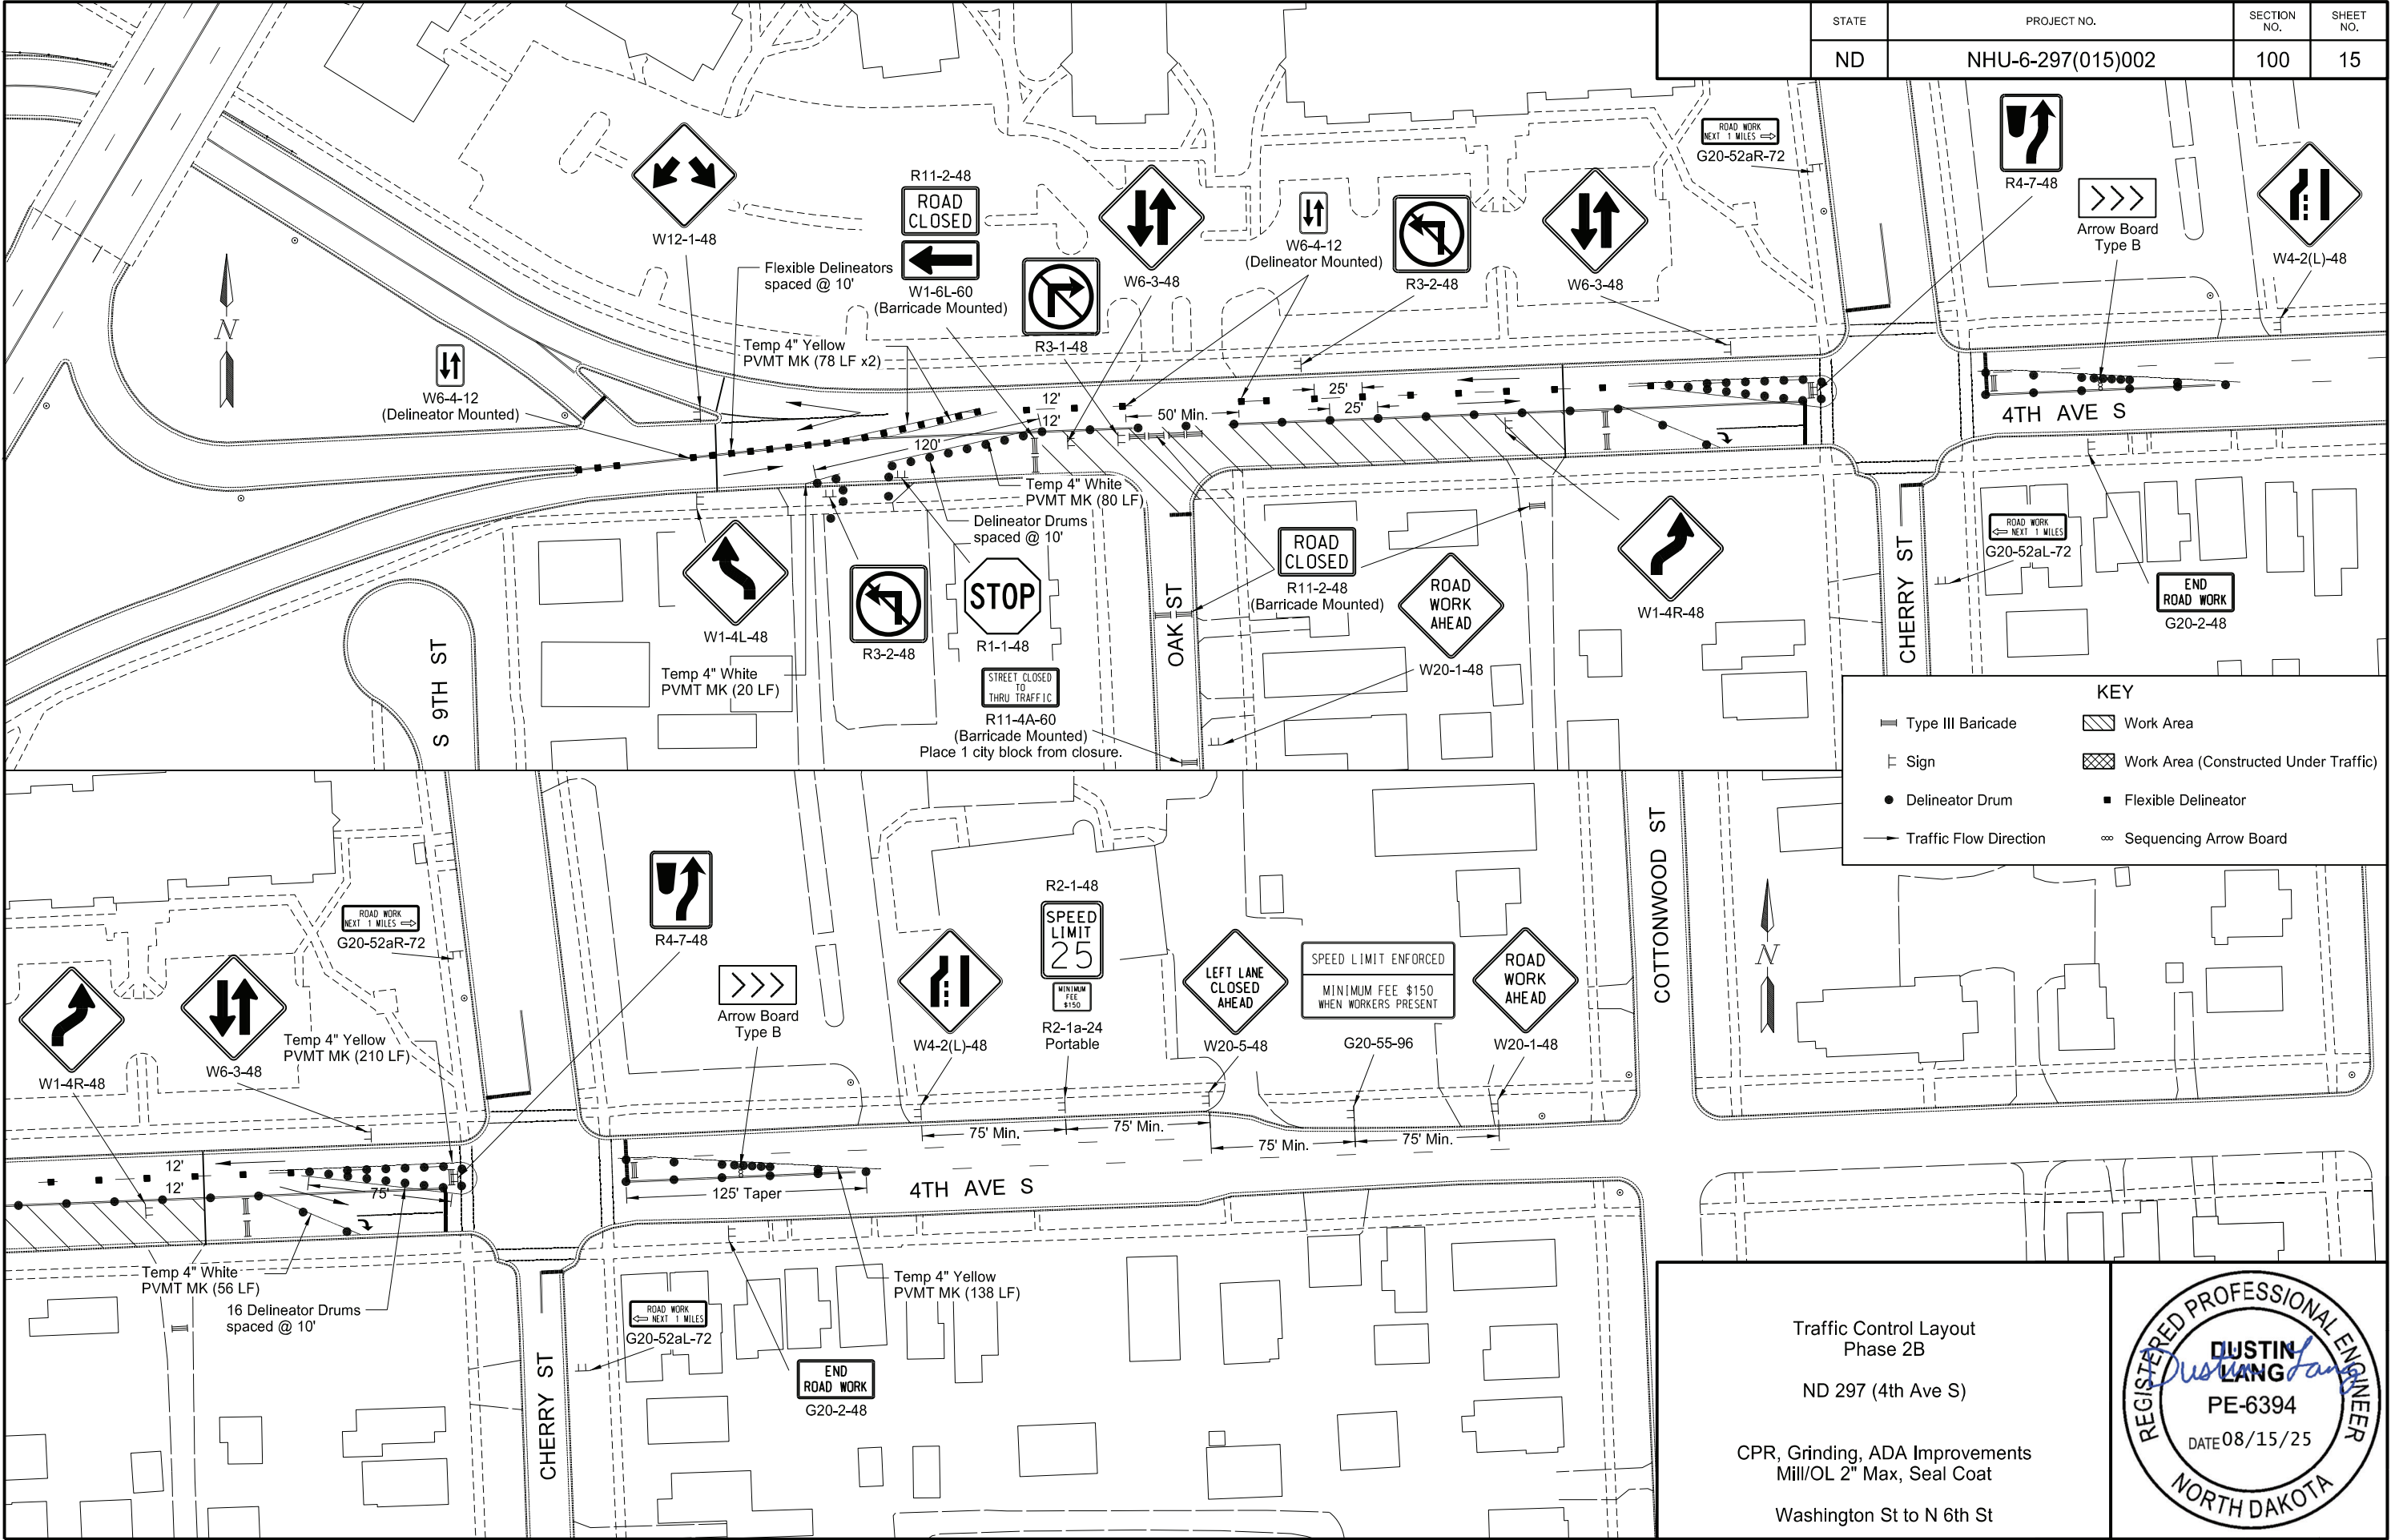 STATE
PROJECT NO.
SECTION
NO.
SHEET
NO.
ND
NHU-6-297(015)002
100
15
W12-1-48
R11-2-48
ROAD
CLOSED
W1-6L-60
(Barricade Mounted)
Flexible Delineators
spaced @ 10'
R3-1-48
W6-3-48
W6-4-12
(Delineator Mounted)
R3-2-48
W6-3-48
ROAD WORK
NEXT 1 MILES
G20-52aR-72
R4-7-48
Arrow Board
Type B
W4-2(L)-48
N
Temp 4" Yellow
PVMT MK (78 LF x2)
W6-4-12
(Delineator Mounted)
12'
12'
120'
50' Min.
25'
25'
4TH AVE S
Temp 4" White
PVMT MK (80 LF)
Delineator Drums
spaced @ 10'
W1-4L-48
R3-2-48
STOP
R1-1-48
Temp 4" White
PVMT MK (20 LF)
STREET CLOSED
TO
THRU TRAFFIC
R11-4A-60
(Barricade Mounted)
Place 1 city block from closure.
S 9TH ST
OAK ST
ROAD
CLOSED
R11-2-48
(Barricade Mounted)
ROAD
WORK
AHEAD
W20-1-48
W1-4R-48
CHERRY ST
ROAD WORK
NEXT 1 MILES
G20-52aL-72
END
ROAD WORK
G20-2-48
KEY
Type III Baricade
Work Area
Sign
Work Area (Constructed Under Traffic)
Delineator Drum
Flexible Delineator
Traffic Flow Direction
Sequencing Arrow Board
ROAD WORK
NEXT 1 MILES
G20-52aR-72
W1-4R-48
W6-3-48
Temp 4" Yellow
PVMT MK (210 LF)
R4-7-48
Arrow Board
Type B
W4-2(L)-48
R2-1-48
SPEED
LIMIT
25
MINIMUM
FEE
$150
R2-1a-24
Portable
LEFT LANE
CLOSED
AHEAD
W20-5-48
SPEED LIMIT ENFORCED
MINIMUM FEE $150
WHEN WORKERS PRESENT
G20-55-96
ROAD
WORK
AHEAD
W20-1-48
COTTONWOOD ST
N
75' Min.
75' Min.
75' Min.
75' Min.
12'
12'
75'
125' Taper
4TH AVE S
Temp 4" White
PVMT MK (56 LF)
16 Delineator Drums
spaced @ 10'
CHERRY ST
ROAD WORK
NEXT 1 MILES
G20-52aL-72
END
ROAD WORK
G20-2-48
Temp 4" Yellow
PVMT MK (138 LF)
Traffic Control Layout
Phase 2B
ND 297 (4th Ave S)
CPR, Grinding, ADA Improvements
Mill/OL 2" Max, Seal Coat
Washington St to N 6th St
REGISTERED PROFESSIONAL ENGINEER
DUSTIN
LANG
Dustin Lang
PE-6394
DATE 08/15/25
NORTH DAKOTA